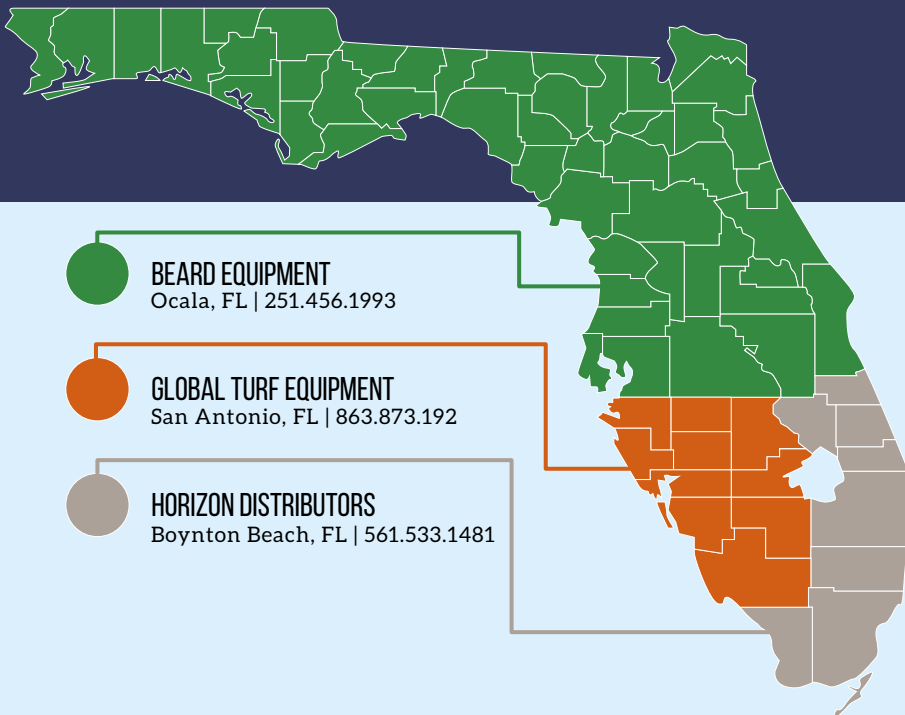 BEARD EQUIPMENT
Ocala, FL | 251.456.1993
GLOBAL TURF EQUIPMENT
San Antonio, FL | 863.873.192
HORIZON DISTRIBUTORS
Boynton Beach, FL | 561.533.1481